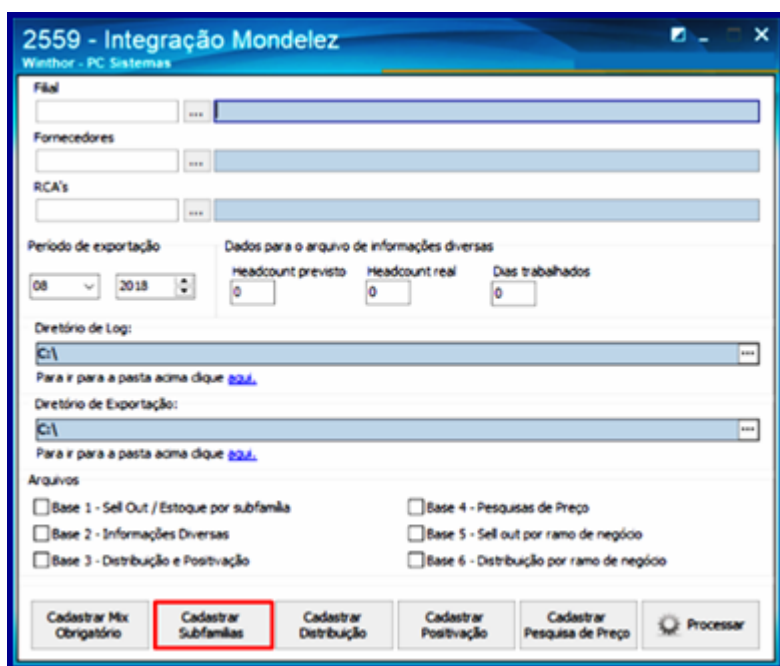 2559 - Integração Mondelez
Winthor - PC Sistemas
Filial
...
Fornecedores
...
RCA's
...
Período de exportação
Dados para o arquivo de informações diversas
Headcount previsto Headcount real Dias trabalhados
08 2018 0 0 0
Diretório de Log:
C:\ ...
Para ir para a pasta acima clique aqui.
Diretório de Exportação:
C:\ ...
Para ir para a pasta acima clique aqui.
Arquivos
Base 1 - Sell Out / Estoque por subfamília Base 4 - Pesquisas de Preço
Base 2 - Informações Diversas Base 5 - Sell out por ramo de negócio
Base 3 - Distribuição e Positivação Base 6 - Distribuição por ramo de negócio
Cadastrar Mix Cadastrar Cadastrar Cadastrar Cadastrar Processar
Obrigatório Subfamilias Distribuição Positivação Pesquisa de Preço